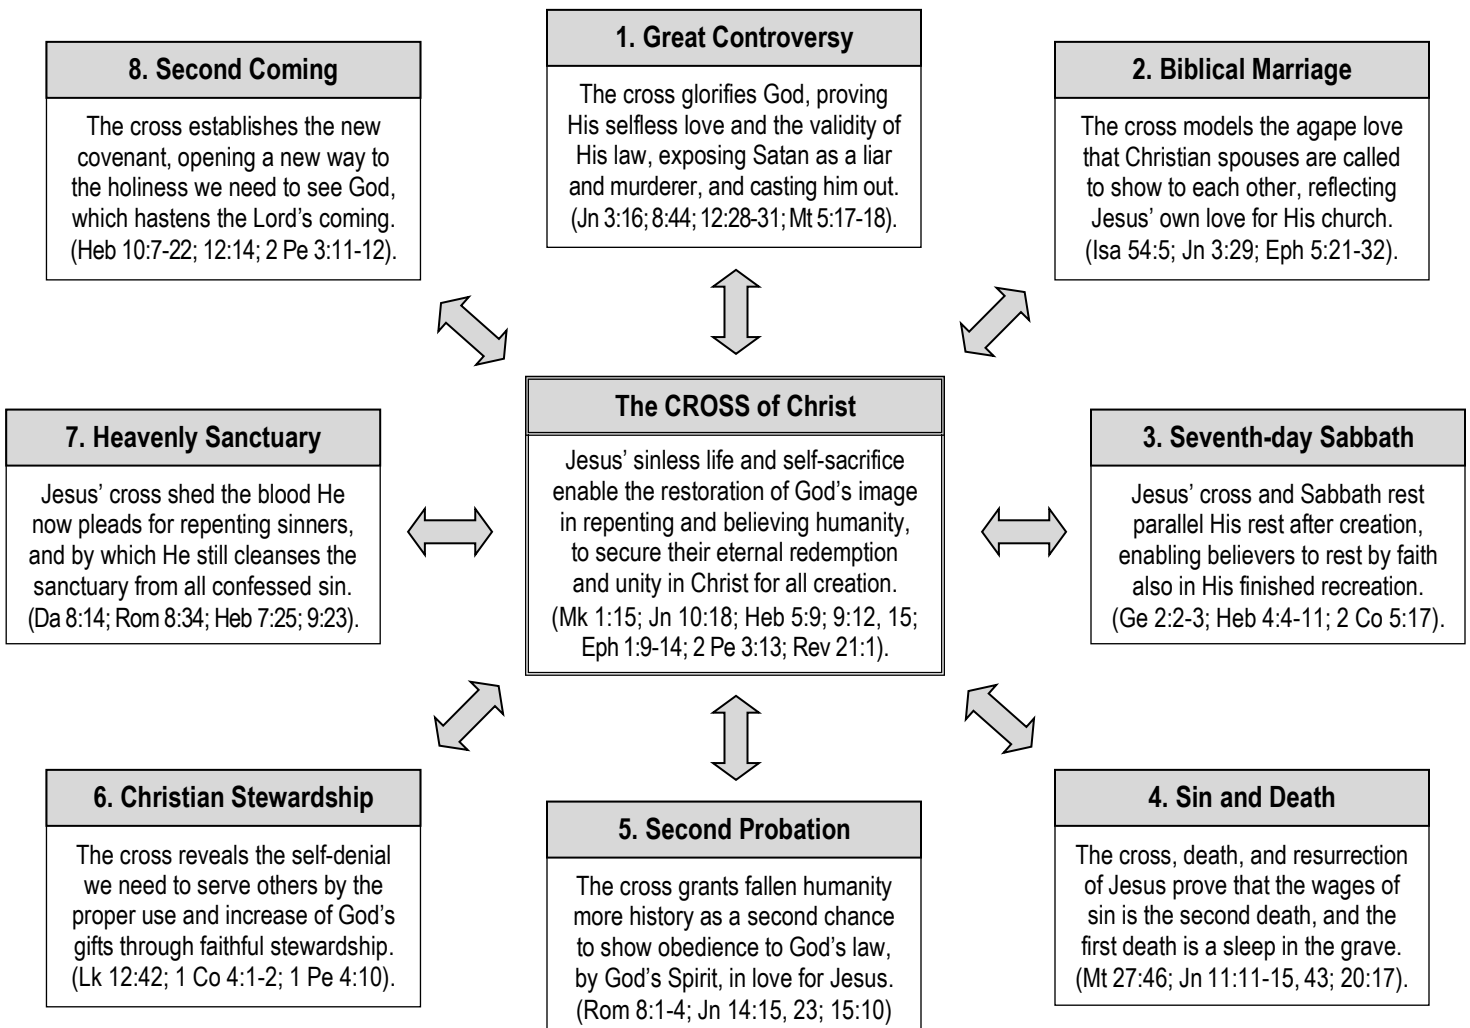 1. Great Controversy
The cross glorifies God, proving
His selfless love and the validity of
His law, exposing Satan as a liar
and murderer, and casting him out.
(Jn 3:16; 8:44; 12:28-31; Mt 5:17-18).
2. Biblical Marriage
The cross models the agape love
that Christian spouses are called
to show to each other, reflecting
Jesus’ own love for His church.
(Isa 54:5; Jn 3:29; Eph 5:21-32).
3. Seventh-day Sabbath
Jesus’ cross and Sabbath rest
parallel His rest after creation,
enabling believers to rest by faith
also in His finished recreation.
(Ge 2:2-3; Heb 4:4-11; 2 Co 5:17).
4. Sin and Death
The cross, death, and resurrection
of Jesus prove that the wages of
sin is the second death, and the
first death is a sleep in the grave.
(Mt 27:46; Jn 11:11-15, 43; 20:17).
5. Second Probation
The cross grants fallen humanity
more history as a second chance
to show obedience to God’s law,
by God’s Spirit, in love for Jesus.
(Rom 8:1-4; Jn 14:15, 23; 15:10)
6. Christian Stewardship
The cross reveals the self-denial
we need to serve others by the
proper use and increase of God’s
gifts through faithful stewardship.
(Lk 12:42; 1 Co 4:1-2; 1 Pe 4:10).
7. Heavenly Sanctuary
Jesus’ cross shed the blood He
now pleads for repenting sinners,
and by which He still cleanses the
sanctuary from all confessed sin.
(Da 8:14; Rom 8:34; Heb 7:25; 9:23).
8. Second Coming
The cross establishes the new
covenant, opening a new way to
the holiness we need to see God,
which hastens the Lord’s coming.
(Heb 10:7-22; 12:14; 2 Pe 3:11-12).
The CROSS of Christ
Jesus’ sinless life and self-sacrifice
enable the restoration of God’s image
in repenting and believing humanity,
to secure their eternal redemption
and unity in Christ for all creation.
(Mk 1:15; Jn 10:18; Heb 5:9; 9:12, 15;
Eph 1:9-14; 2 Pe 3:13; Rev 21:1).